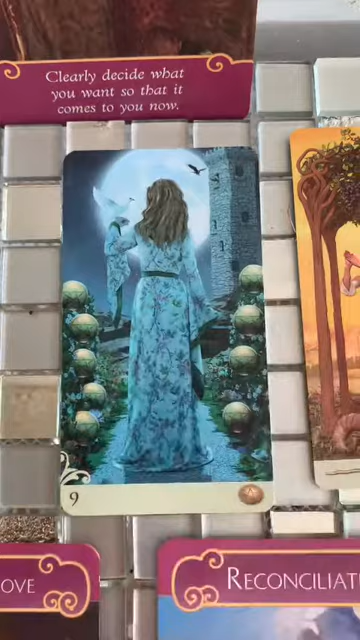 Clearly decide what
you want so that it
comes to you now.
9
OVE
RECONCILIAT